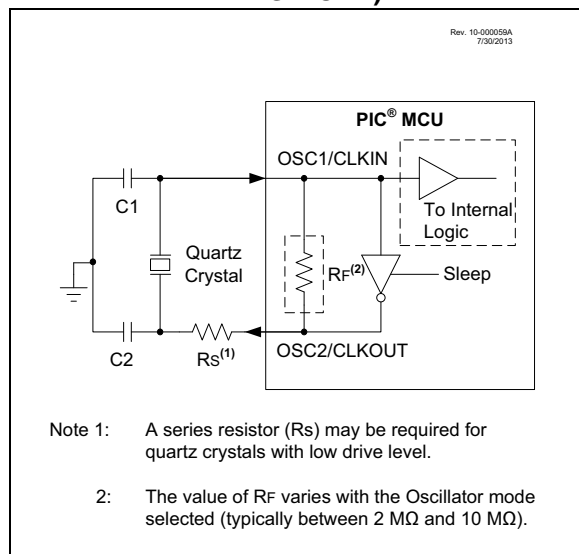 Rev. 10-000059A
7/30/2013
PIC® MCU
OSC1/CLKIN
C1
To Internal
Logic
Quartz
Crystal
RF(2)
Sleep
C2
RS(1)
OSC2/CLKOUT
Note 1: A series resistor (Rs) may be required for
quartz crystals with low drive level.
2: The value of RF varies with the Oscillator mode
selected (typically between 2 MΩ and 10 MΩ).